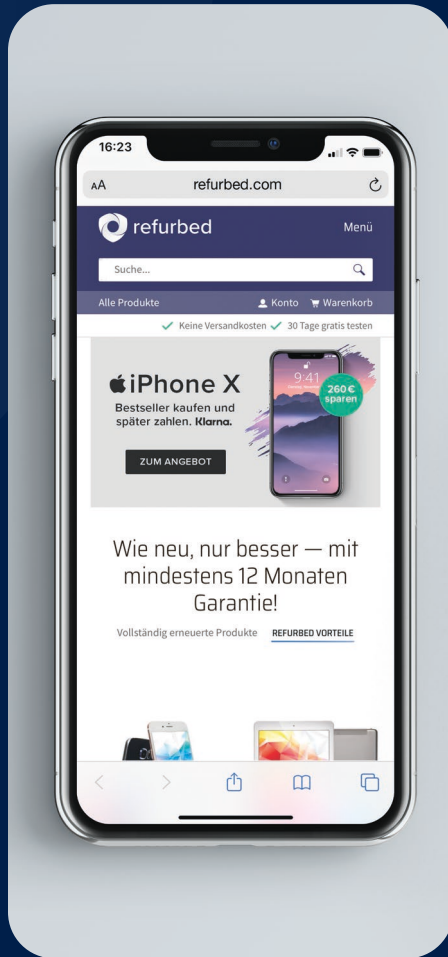 16:23
AA refurbed.com
refurbed Menü
Suche...
Alle Produkte Konto Warenkorb
Keine Versandkosten 30 Tage gratis testen
iPhone X
Bestseller kaufen und
später zahlen. Klarna.
ZUM ANGEBOT
9:41
260 €
sparen
Wie neu, nur besser — mit
mindestens 12 Monaten
Garantie!
Vollständig erneuerte Produkte REFURBED VORTEILE